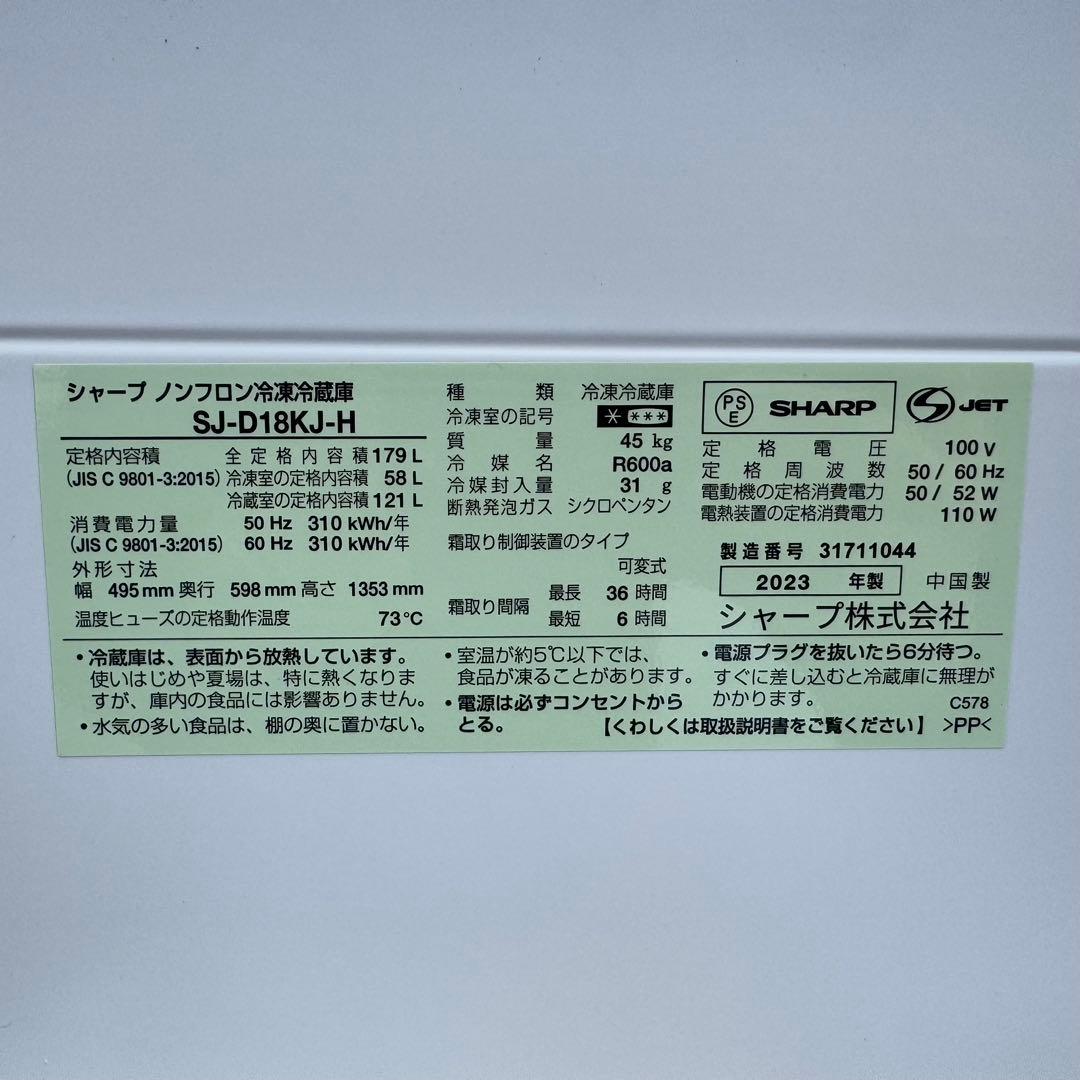 シャープ ノンフロン冷凍冷蔵庫
SJ-D18KJ-H
定格内容積 全定格内容積 179 L
(JIS C 9801-3:2015) 冷凍室の定格内容積 58 L
冷蔵室の定格内容積 121 L
消費電力量 50 Hz 310 kWh/年
(JIS C 9801-3:2015) 60 Hz 310 kWh/年
外形寸法
幅 495 mm 奥行 598 mm 高さ 1353 mm
温度ヒューズの定格動作温度 73℃
種類 冷凍冷蔵庫
冷凍室の記号 * ***
質量 45 kg
冷媒名 R600a
冷媒封入量 31 g
断熱発泡ガス シクロペンタン
霜取り制御装置のタイプ
可変式
霜取り間隔 最長 36 時間
最短 6 時間
PSE SHARP JET
定格電圧 100 V
定格周波数 50 / 60 Hz
電動機の定格消費電力 50 / 52 W
電熱装置の定格消費電力 110 W
製造番号 31711044
2023 年製 中国製
シャープ株式会社
・冷蔵庫は、表面から放熱しています。
使いはじめや夏場は、特に熱くなりま
すが、庫内の食品には影響ありません。
・水気の多い食品は、棚の奥に置かない。
・室温が約5℃以下では、
食品が凍ることがあります。
・電源は必ずコンセントから
とる。
・電源プラグを抜いたら6分待つ。
すぐに差し込むと冷蔵庫に無理が
かかります。 C578
【くわしくは取扱説明書をご覧ください】 >PP<